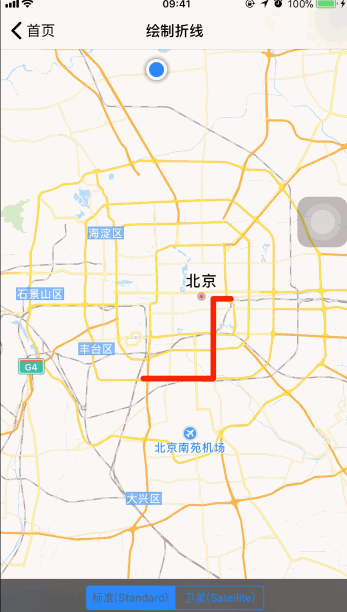 09:41
100%
首页
绘制折线
海淀区
北京
石景山区
丰台区
G4
北京南苑机场
大兴区
标准(Standard)
卫星(Satellite)